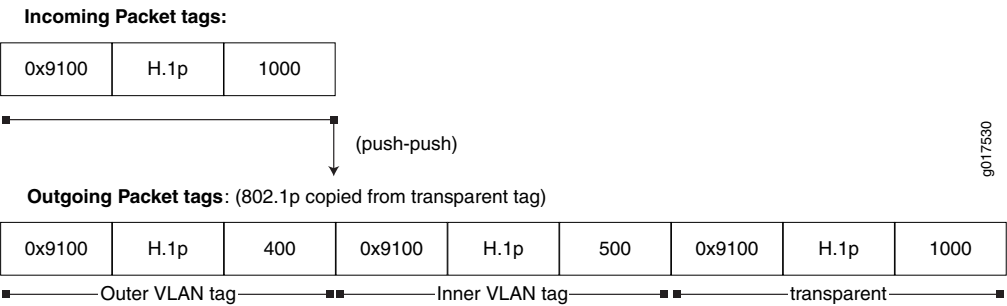 Incoming Packet tags:
0x9100 H.1p 1000
(push-push)
g017530
Outgoing Packet tags: (802.1p copied from transparent tag)
0x9100 H.1p 400 0x9100 H.1p 500 0x9100 H.1p 1000
Outer VLAN tag Inner VLAN tag transparent